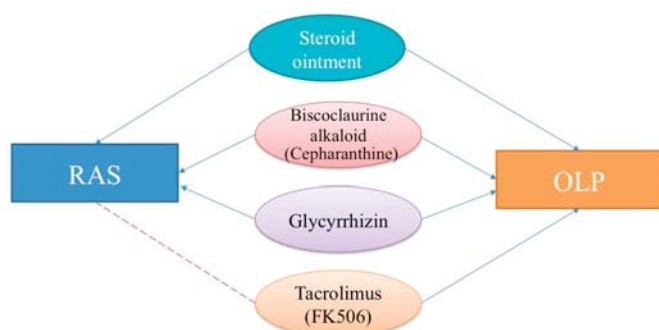 Steroid
ointment
Biscoclaurine
alkaloid
(Cepharanthine)
RAS
OLP
Glycyrrhizin
Tacrolimus
(FK506)